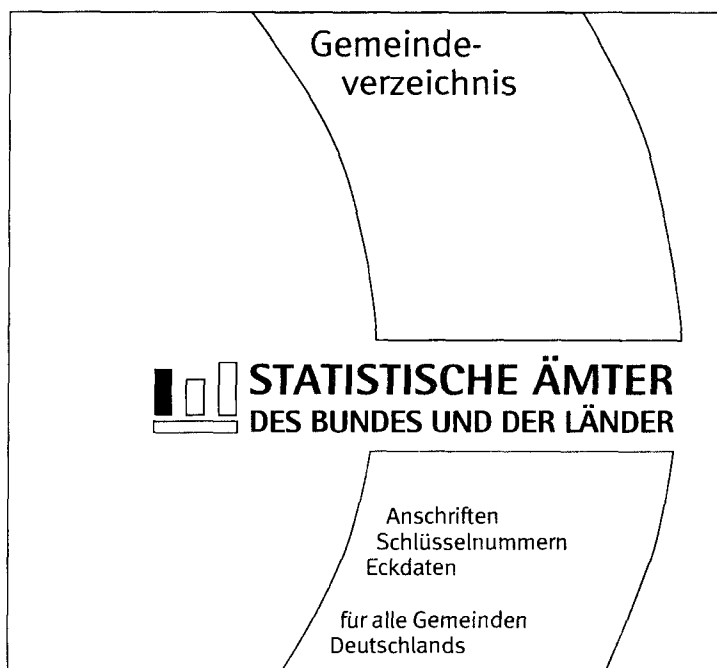 Gemeinde-
verzeichnis
STATISTISCHE ÄMTER
DES BUNDES UND DER LÄNDER
Anschriften
Schlüsselnummern
Eckdaten
für alle Gemeinden
Deutschlands